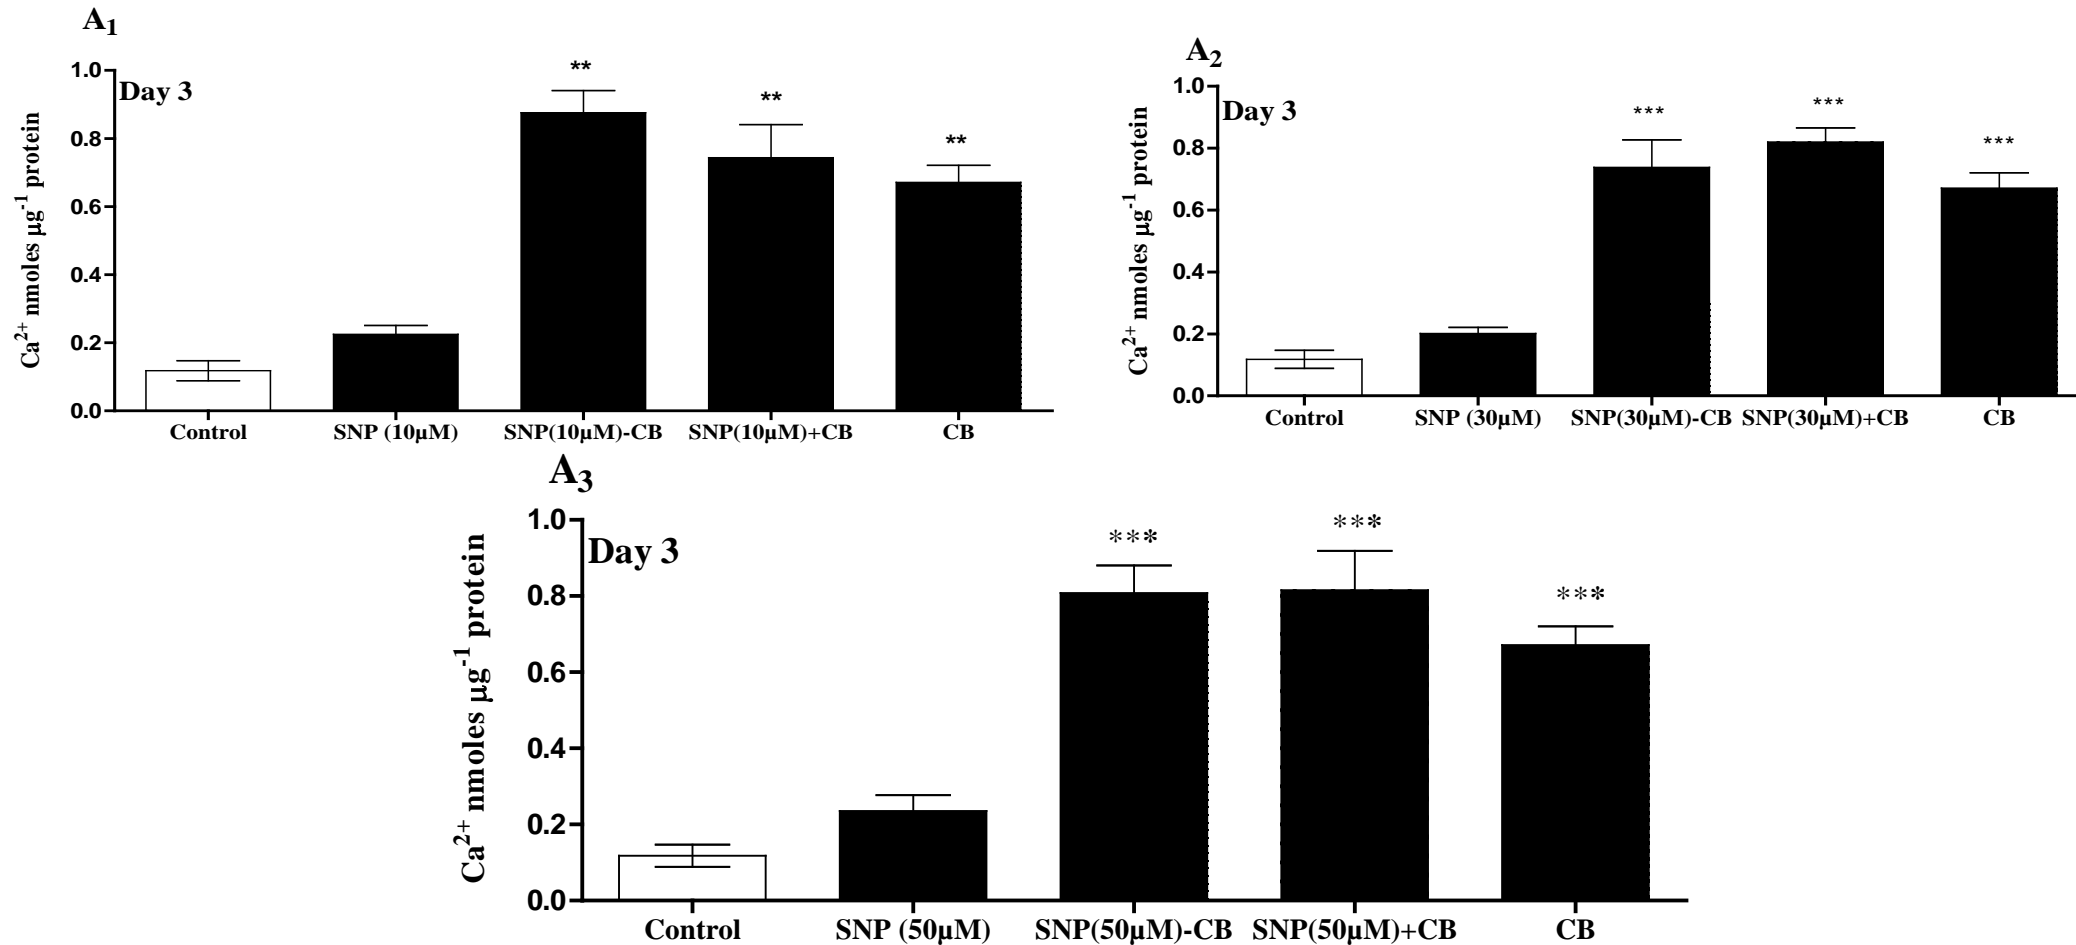 A1
Ca2+ nmoles µg-1 protein
1.0
0.8
0.6
0.4
0.2
0.0
Day 3
**
**
**
Control
SNP (10µM)
SNP(10µM)-CB
SNP(10µM)+CB
CB
A2
Ca2+ nmoles µg-1 protein
1.0
0.8
0.6
0.4
0.2
0.0
Day 3
***
***
***
Control
SNP (30µM)
SNP(30µM)-CB
SNP(30µM)+CB
CB
A3
Ca2+ nmoles µg-1 protein
1.0
0.8
0.6
0.4
0.2
0.0
Day 3
***
***
***
Control
SNP (50µM)
SNP(50µM)-CB
SNP(50µM)+CB
CB